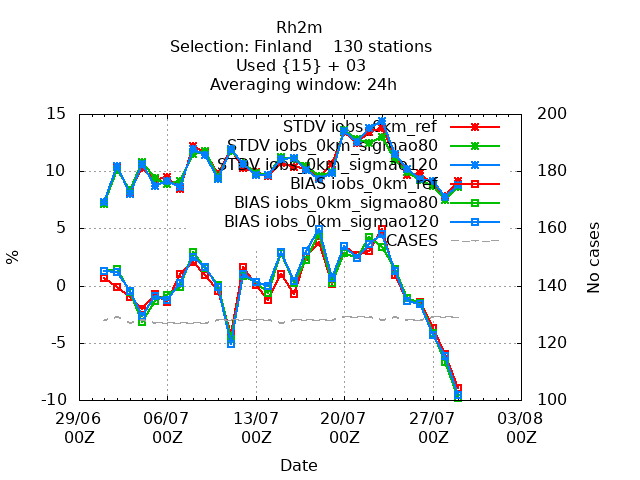 Rh2m
Selection: Finland 130 stations
Used {15} + 03
Averaging window: 24h
15
10
5
0
-5
-10
%
200
180
160
140
120
100
No cases
STDV iobs_0km_ref
STDV iobs_0km_sigmao80
STDV iobs_0km_sigmao120
BIAS iobs_0km_ref
BIAS iobs_0km_sigmao80
BIAS iobs_0km_sigmao120
CASES
29/06 06/07 13/07 20/07 27/07 03/08
00Z 00Z 00Z 00Z 00Z 00Z
Date